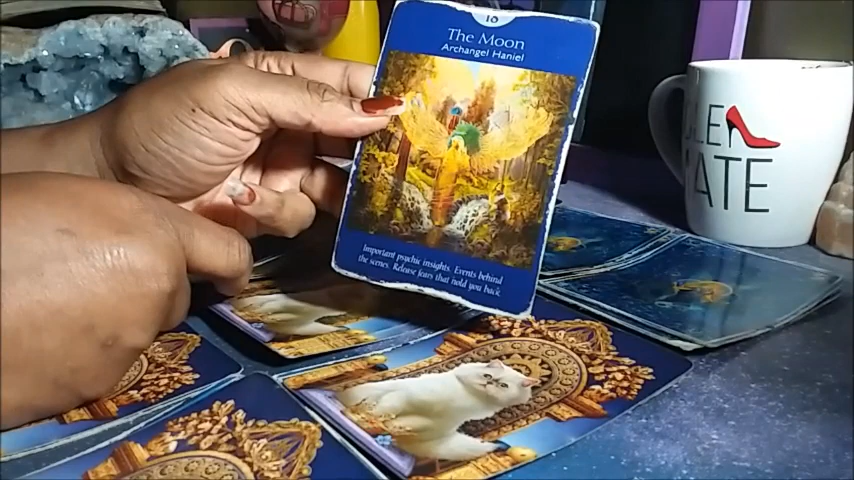 18
The Moon
Archangel Haniel
Important psychic insights. Events behind
the scenes. Release fears that hold you back.
ATE